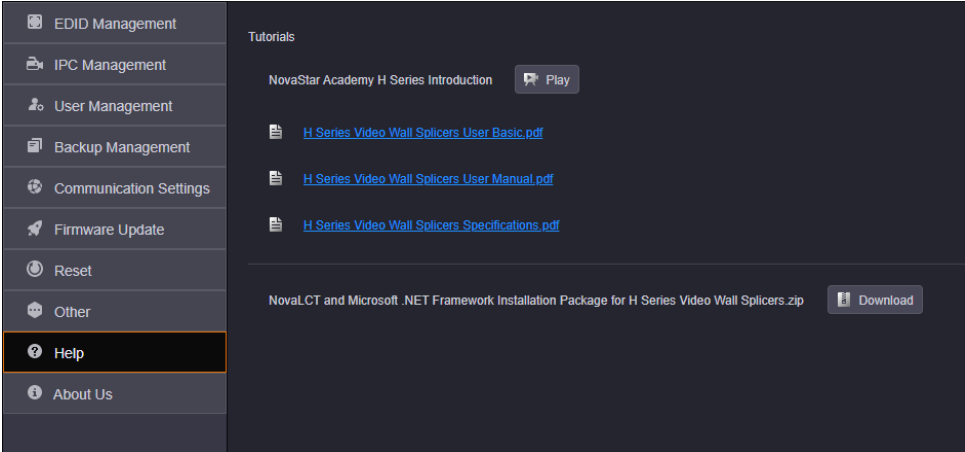 EDID Management
IPC Management
User Management
Backup Management
Communication Settings
Firmware Update
Reset
Other
Help
About Us
Tutorials
NovaStar Academy H Series Introduction Play
H Series Video Wall Splicers User Basic.pdf
H Series Video Wall Splicers User Manual.pdf
H Series Video Wall Splicers Specifications.pdf
NovaLCT and Microsoft .NET Framework Installation Package for H Series Video Wall Splicers.zip Download